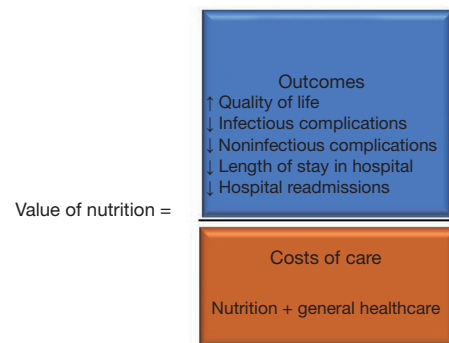 Outcomes
↑ Quality of life
↓ Infectious complications
↓ Noninfectious complications
↓ Length of stay in hospital
↓ Hospital readmissions
Value of nutrition =
Costs of care
Nutrition + general healthcare